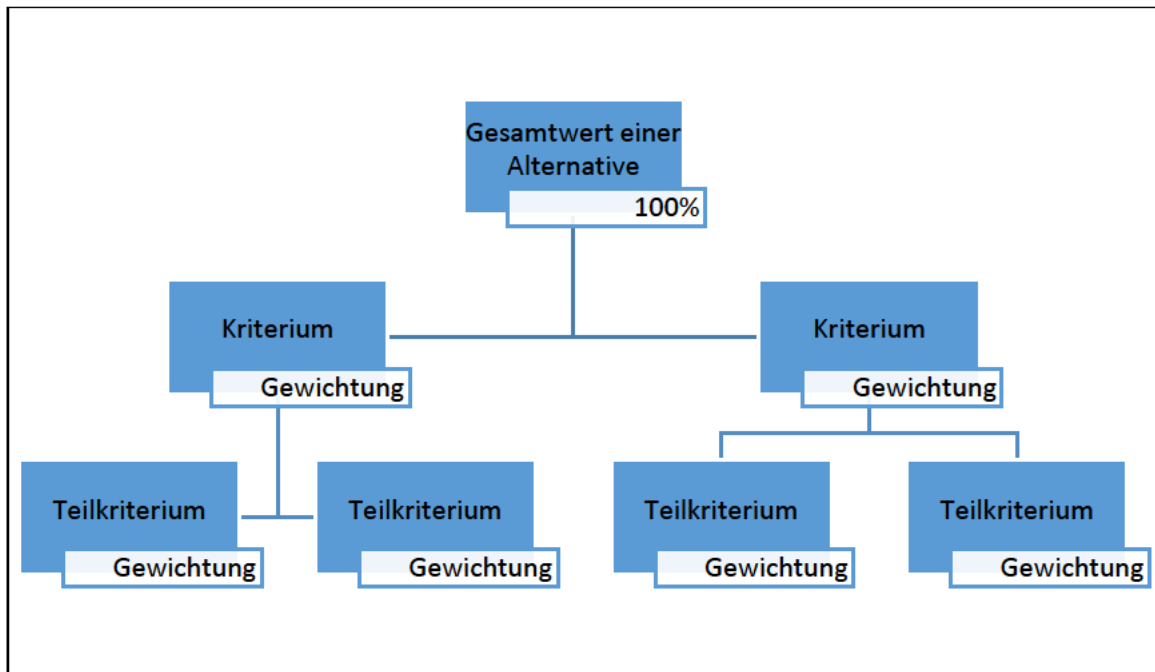 Gesamtwert einer
Alternative
100%
Kriterium
Gewichtung
Kriterium
Gewichtung
Teilkriterium
Gewichtung
Teilkriterium
Gewichtung
Teilkriterium
Gewichtung
Teilkriterium
Gewichtung